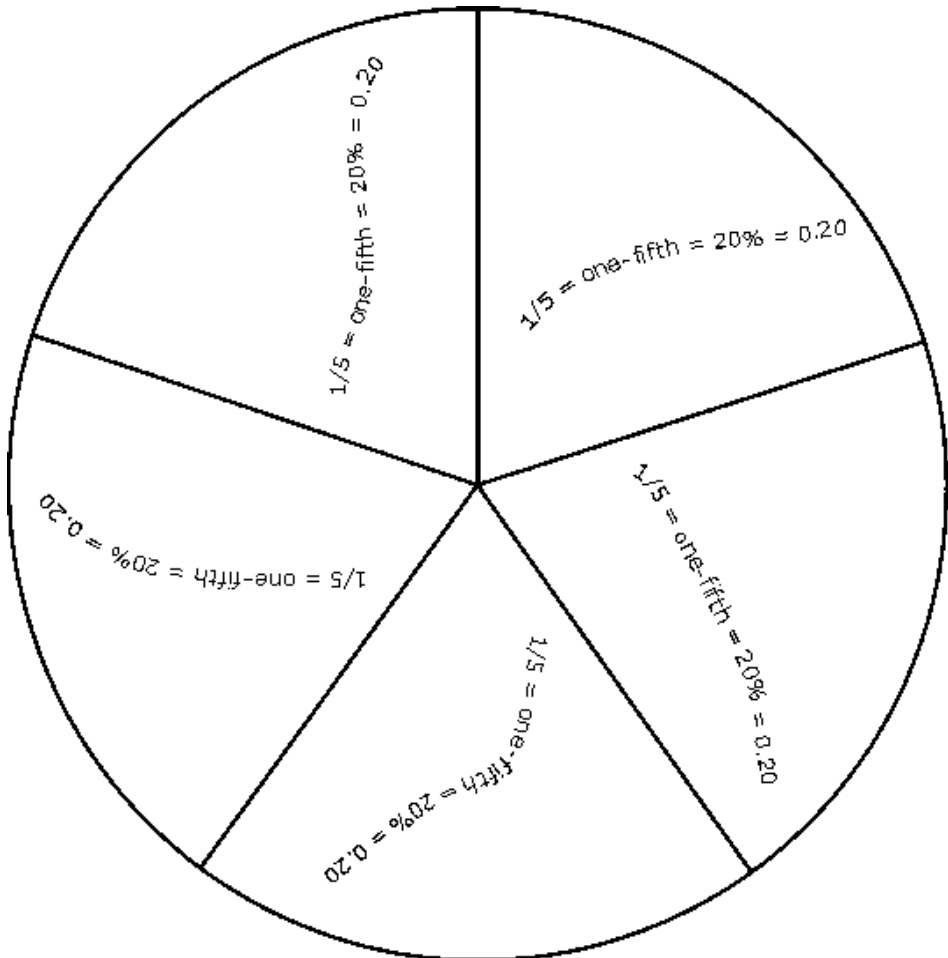 1/5 = one-fifth = 20% = 0.20
1/5 = one-fifth = 20% = 0.20
1/5 = one-fifth = 20% = 0.20
1/5 = one-fifth = 20% = 0.20
1/5 = one-fifth = 20% = 0.20